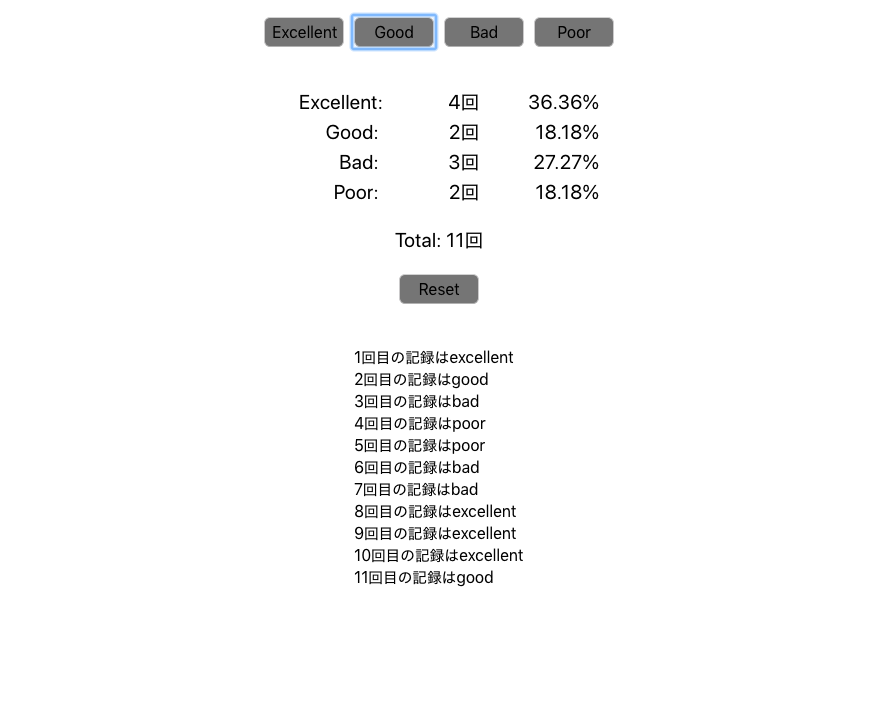 Excellent Good Bad Poor
Excellent: 4回 36.36%
Good: 2回 18.18%
Bad: 3回 27.27%
Poor: 2回 18.18%
Total: 11回
Reset
1回目の記録はexcellent
2回目の記録はgood
3回目の記録はbad
4回目の記録はpoor
5回目の記録はpoor
6回目の記録はbad
7回目の記録はbad
8回目の記録はexcellent
9回目の記録はexcellent
10回目の記録はexcellent
11回目の記録はgood